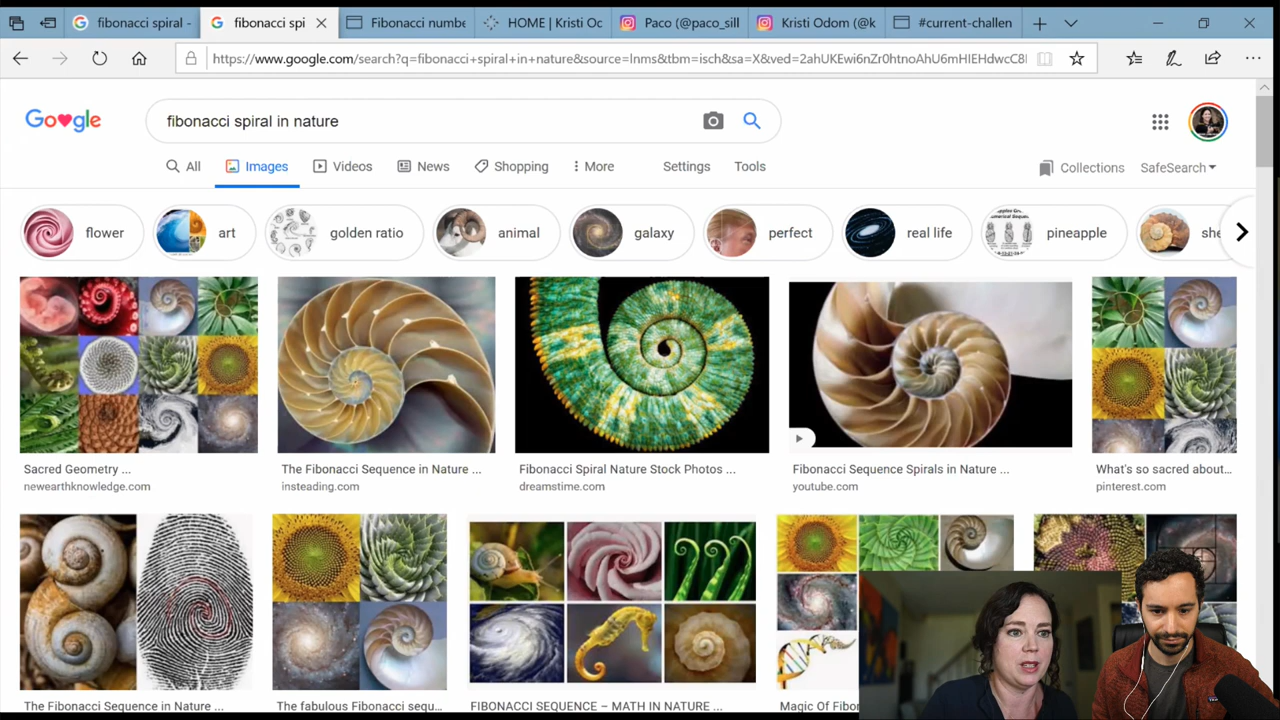 fibonacci spiral -
fibonacci spi
Fibonacci numbe
HOME | Kristi Oc
Paco (@paco_sill
Kristi Odom (@k
#current-challen
https://www.google.com/search?q=fibonacci+spiral+in+nature&source=lnms&tbm=isch&sa=X&ved=2ahUKEwi6nZr0htnoAhU6mHIEHdwcC8
fibonacci spiral in nature
All
Images
Videos
News
Shopping
More
Settings
Tools
Collections
SafeSearch
flower
art
golden ratio
animal
galaxy
perfect
real life
pineapple
she
Sacred Geometry ...
newearthknowledge.com
The Fibonacci Sequence in Nature ...
insteading.com
Fibonacci Spiral Nature Stock Photos ...
dreamstime.com
Fibonacci Sequence Spirals in Nature ...
youtube.com
What's so sacred about...
pinterest.com
The Fibonacci Sequence in Nature ...
The fabulous Fibonacci sequ...
FIBONACCI SEQUENCE – MATH IN NATURE ...
Magic Of Fibor